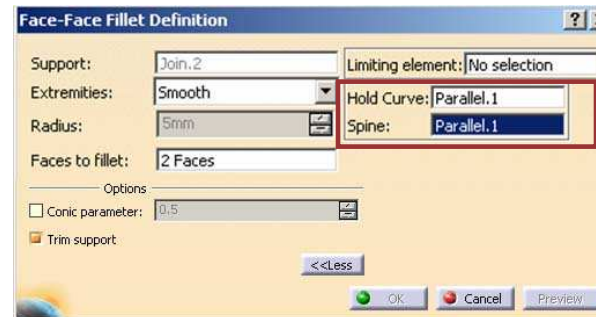 Face-Face Fillet Definition
?
Support: Join.2
Limiting element: No selection
Extremities: Smooth
Hold Curve: Parallel.1
Radius: 5mm
Spine: Parallel.1
Faces to fillet: 2 Faces
Options
Conic parameter: 0.5
Trim support
<<Less
OK Cancel Preview